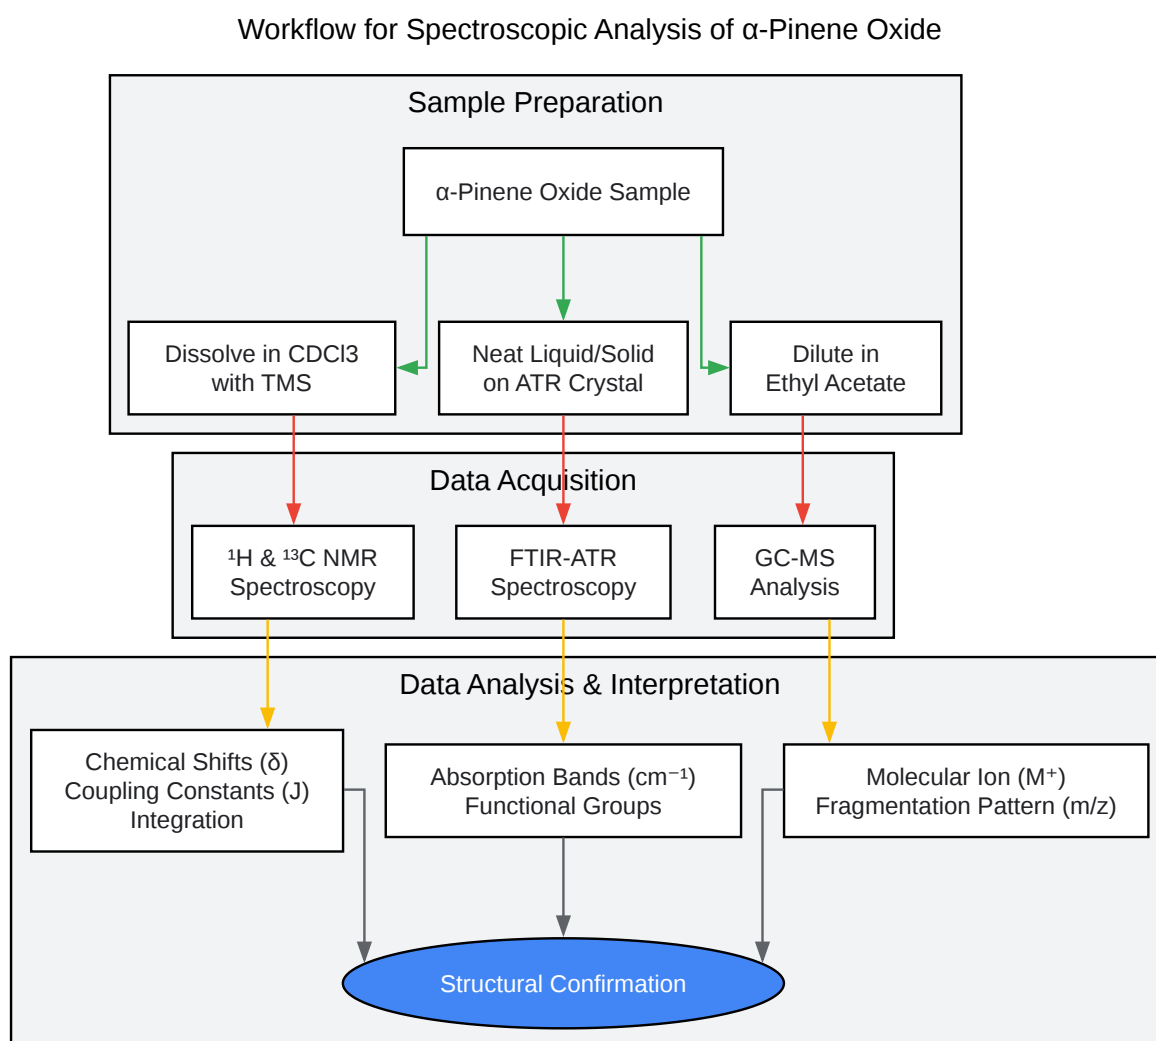 Workflow for Spectroscopic Analysis of α-Pinene Oxide
Sample Preparation
α-Pinene Oxide Sample
Dissolve in CDCl3
with TMS
Neat Liquid/Solid
on ATR Crystal
Dilute in
Ethyl Acetate
Data Acquisition
¹H & ¹³C NMR
Spectroscopy
FTIR-ATR
Spectroscopy
GC-MS
Analysis
Data Analysis & Interpretation
Chemical Shifts (δ)
Coupling Constants (J)
Integration
Absorption Bands (cm⁻¹)
Functional Groups
Molecular Ion (M⁺)
Fragmentation Pattern (m/z)
Structural Confirmation